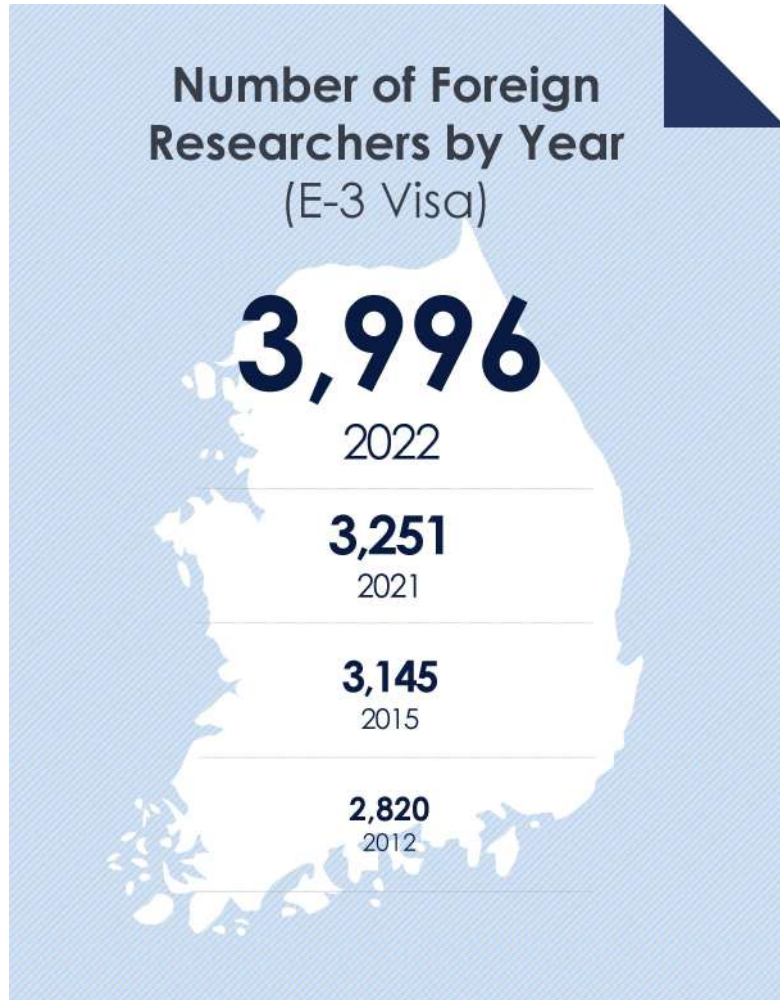 Number of Foreign
Researchers by Year
(E-3 Visa)
3,996
2022
3,251
2021
3,145
2015
2,820
2012